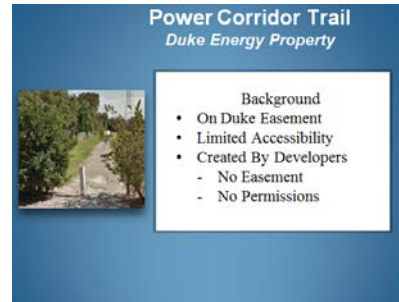 Power Corridor Trail
Duke Energy Property
Background
• On Duke Easement
• Limited Accessibility
• Created By Developers
- No Easement
- No Permissions